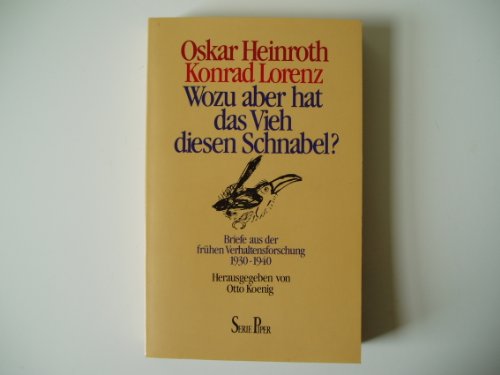 Oskar Heinroth
Konrad Lorenz
Wozu aber hat
das Vieh
diesen Schnabel?
Briefe aus der
frühen Verhaltensforschung
1930-1940
Herausgegeben von
Otto Koenig
SERIE PIPER